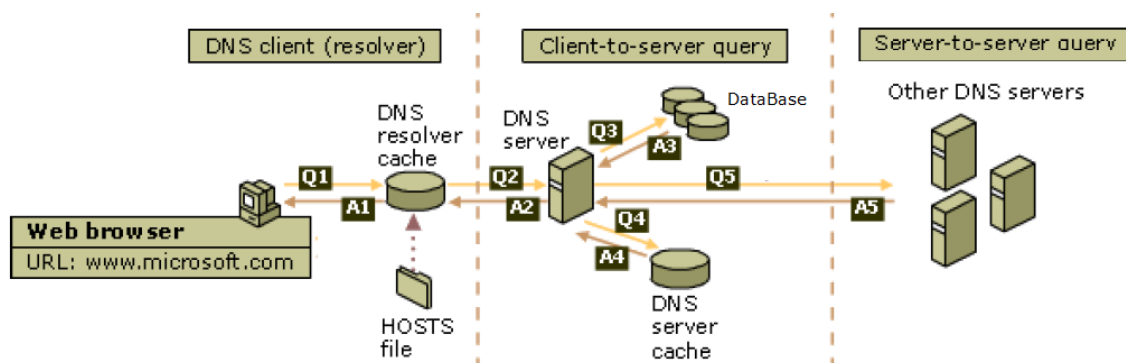 DNS client (resolver)
Client-to-server query
Server-to-server query
Other DNS servers
DataBase
DNS
resolver
cache
DNS
server
Q1
A1
Q2
A2
Q3
A3
Q4
A4
Q5
A5
Web browser
URL: www.microsoft.com
HOSTS
file
DNS
server
cache